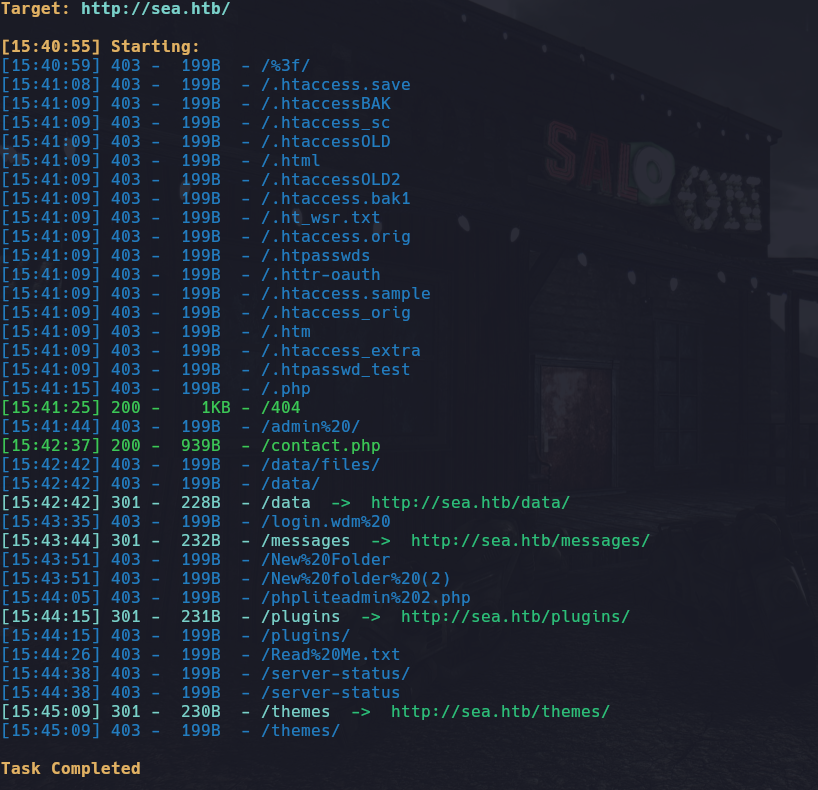 Target: http://sea.htb/
[15:40:55] Starting:
[15:40:59] 403 - 199B - /%3f/
[15:41:08] 403 - 199B - /.htaccess.save
[15:41:09] 403 - 199B - /.htaccessBAK
[15:41:09] 403 - 199B - /.htaccess_sc
[15:41:09] 403 - 199B - /.htaccessOLD
[15:41:09] 403 - 199B - /.html
[15:41:09] 403 - 199B - /.htaccessOLD2
[15:41:09] 403 - 199B - /.htaccess.bak1
[15:41:09] 403 - 199B - /.ht_wsr.txt
[15:41:09] 403 - 199B - /.htaccess.orig
[15:41:09] 403 - 199B - /.htpasswds
[15:41:09] 403 - 199B - /.httr-oauth
[15:41:09] 403 - 199B - /.htaccess.sample
[15:41:09] 403 - 199B - /.htaccess_orig
[15:41:09] 403 - 199B - /.htm
[15:41:09] 403 - 199B - /.htaccess_extra
[15:41:09] 403 - 199B - /.htpasswd_test
[15:41:15] 403 - 199B - /.php
[15:41:25] 200 - 1KB - /404
[15:41:44] 403 - 199B - /admin%20/
[15:42:37] 200 - 939B - /contact.php
[15:42:42] 403 - 199B - /data/files/
[15:42:42] 403 - 199B - /data/
[15:42:42] 301 - 228B - /data -> http://sea.htb/data/
[15:43:35] 403 - 199B - /login.wdm%20
[15:43:44] 301 - 232B - /messages -> http://sea.htb/messages/
[15:43:51] 403 - 199B - /New%20Folder
[15:43:51] 403 - 199B - /New%20folder%20(2)
[15:44:05] 403 - 199B - /phpliteadmin%202.php
[15:44:15] 301 - 231B - /plugins -> http://sea.htb/plugins/
[15:44:15] 403 - 199B - /plugins/
[15:44:26] 403 - 199B - /Read%20Me.txt
[15:44:38] 403 - 199B - /server-status/
[15:44:38] 403 - 199B - /server-status
[15:45:09] 301 - 230B - /themes -> http://sea.htb/themes/
[15:45:09] 403 - 199B - /themes/
Task Completed
SALOON